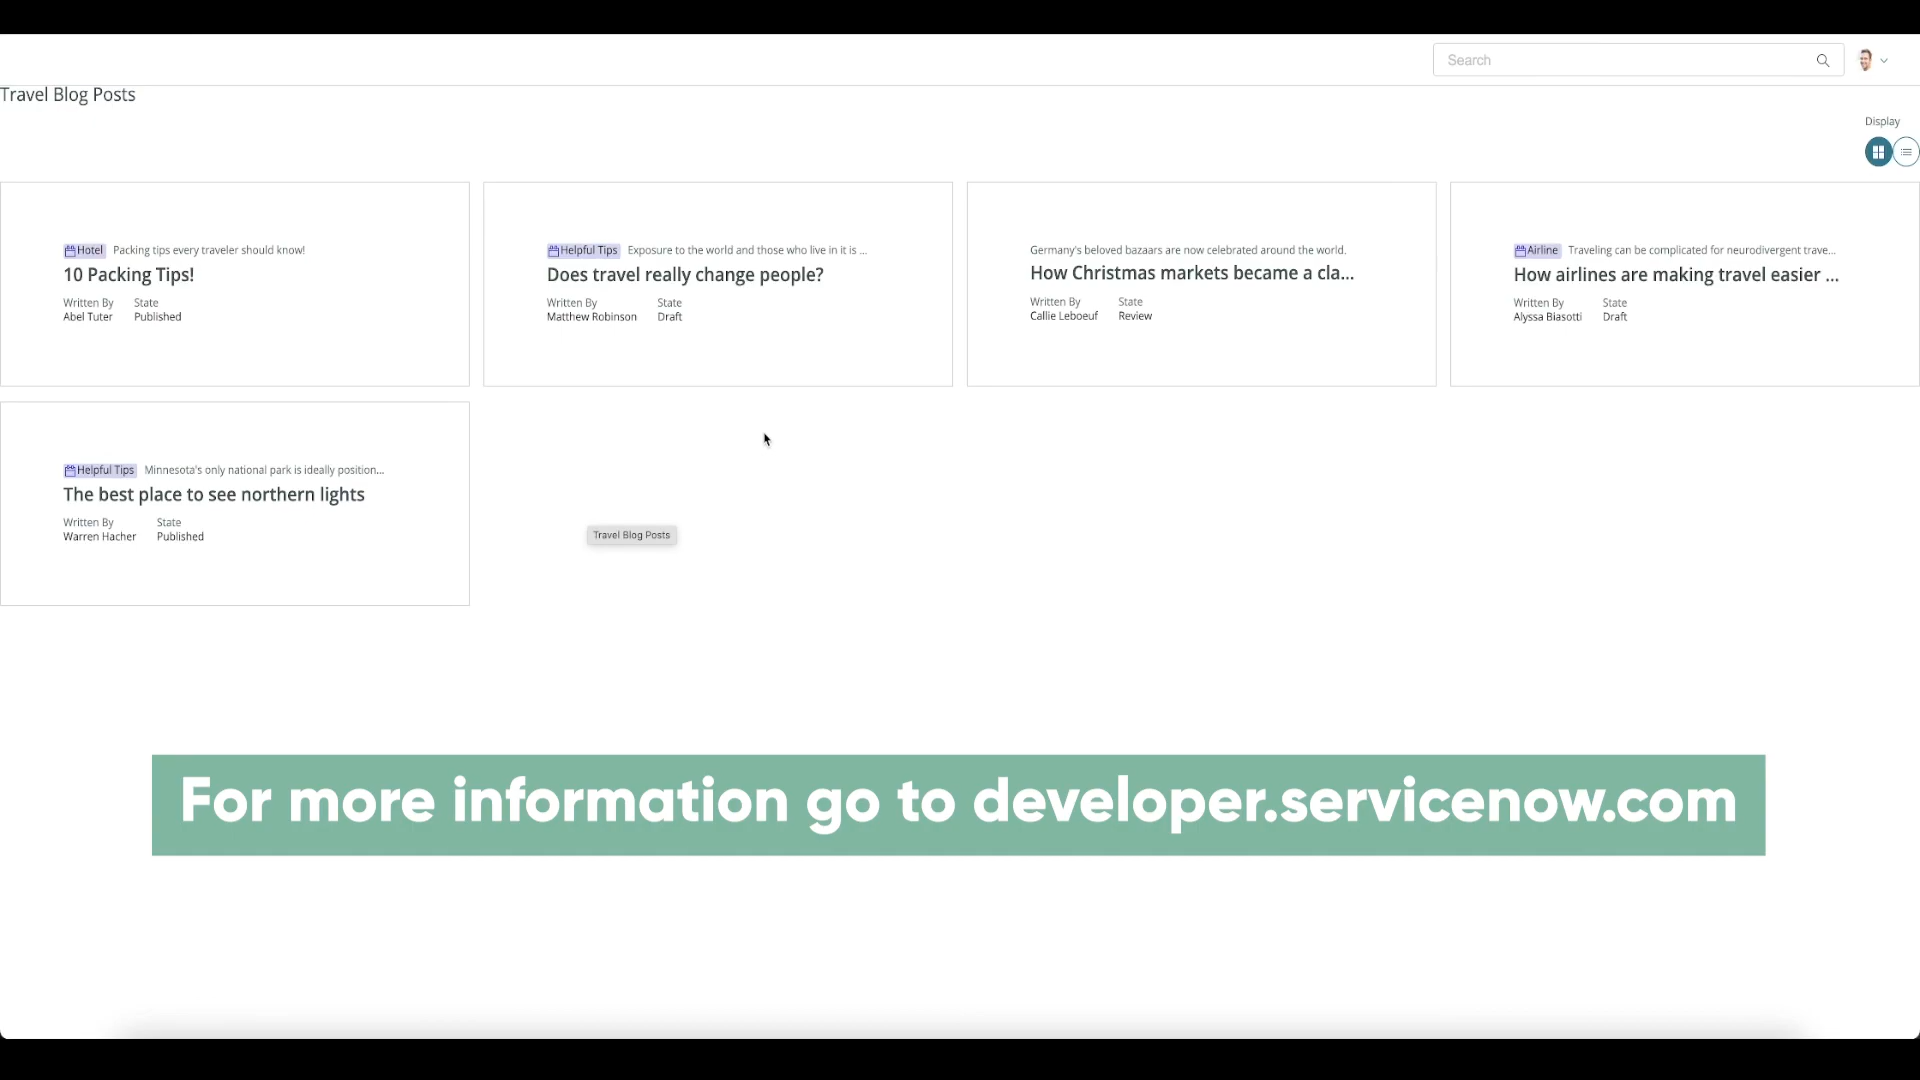 Search
Travel Blog Posts
Display
Hotel Packing tips every traveler should know!
10 Packing Tips!
Written By State
Abel Tuter Published
Helpful Tips Exposure to the world and those who live in it is ...
Does travel really change people?
Written By State
Matthew Robinson Draft
Germany's beloved bazaars are now celebrated around the world.
How Christmas markets became a cla...
Written By State
Callie Leboeuf Review
Airline Traveling can be complicated for neurodivergent trave...
How airlines are making travel easier ...
Written By State
Alyssa Biasotti Draft
Helpful Tips Minnesota's only national park is ideally position...
The best place to see northern lights
Written By State
Warren Hacher Published
Travel Blog Posts
For more information go to developer.servicenow.com